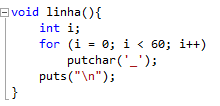 void linha(){
    int i;
    for (i = 0; i < 60; i++)
        putchar('_');
    puts("\n");
}